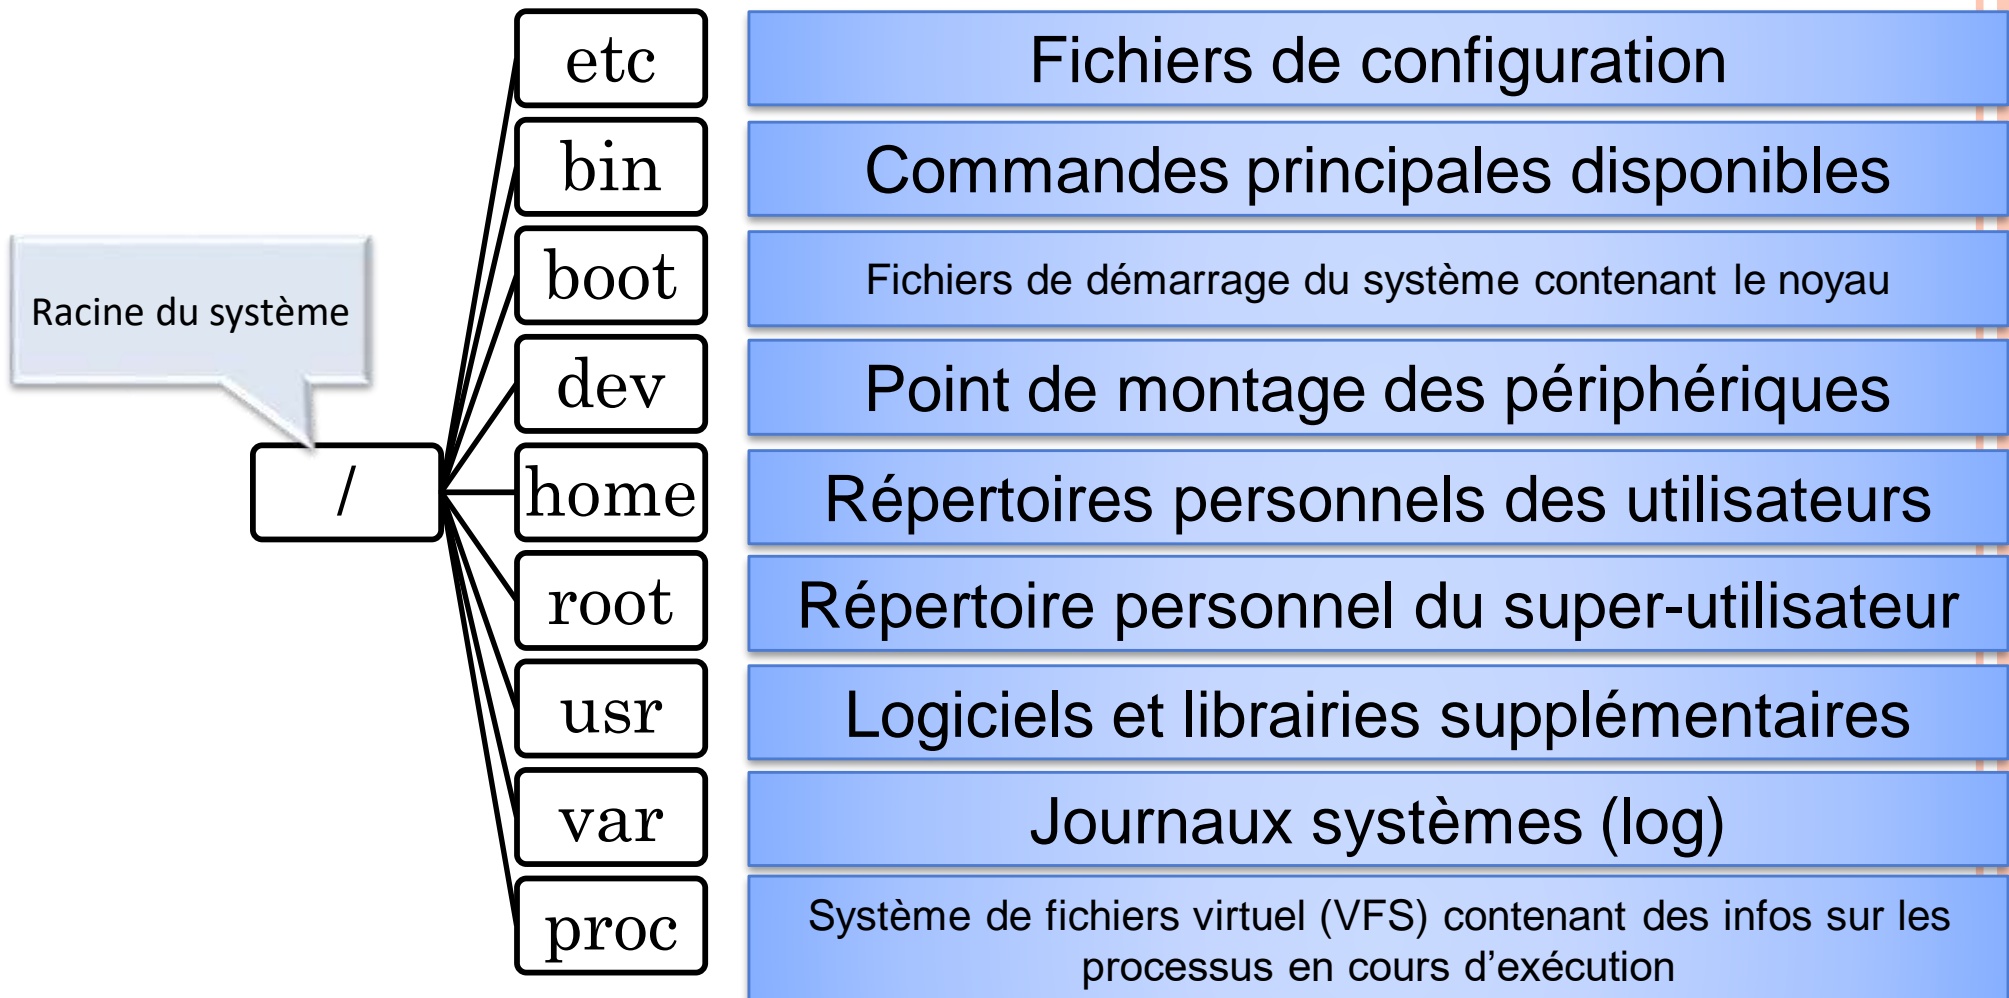 etc
Fichiers de configuration
bin
Commandes principales disponibles
boot
Fichiers de démarrage du système contenant le noyau
Racine du système
dev
Point de montage des périphériques
/
home
Répertoires personnels des utilisateurs
root
Répertoire personnel du super-utilisateur
usr
Logiciels et librairies supplémentaires
var
Journaux systèmes (log)
proc
Système de fichiers virtuel (VFS) contenant des infos sur les
processus en cours d’exécution